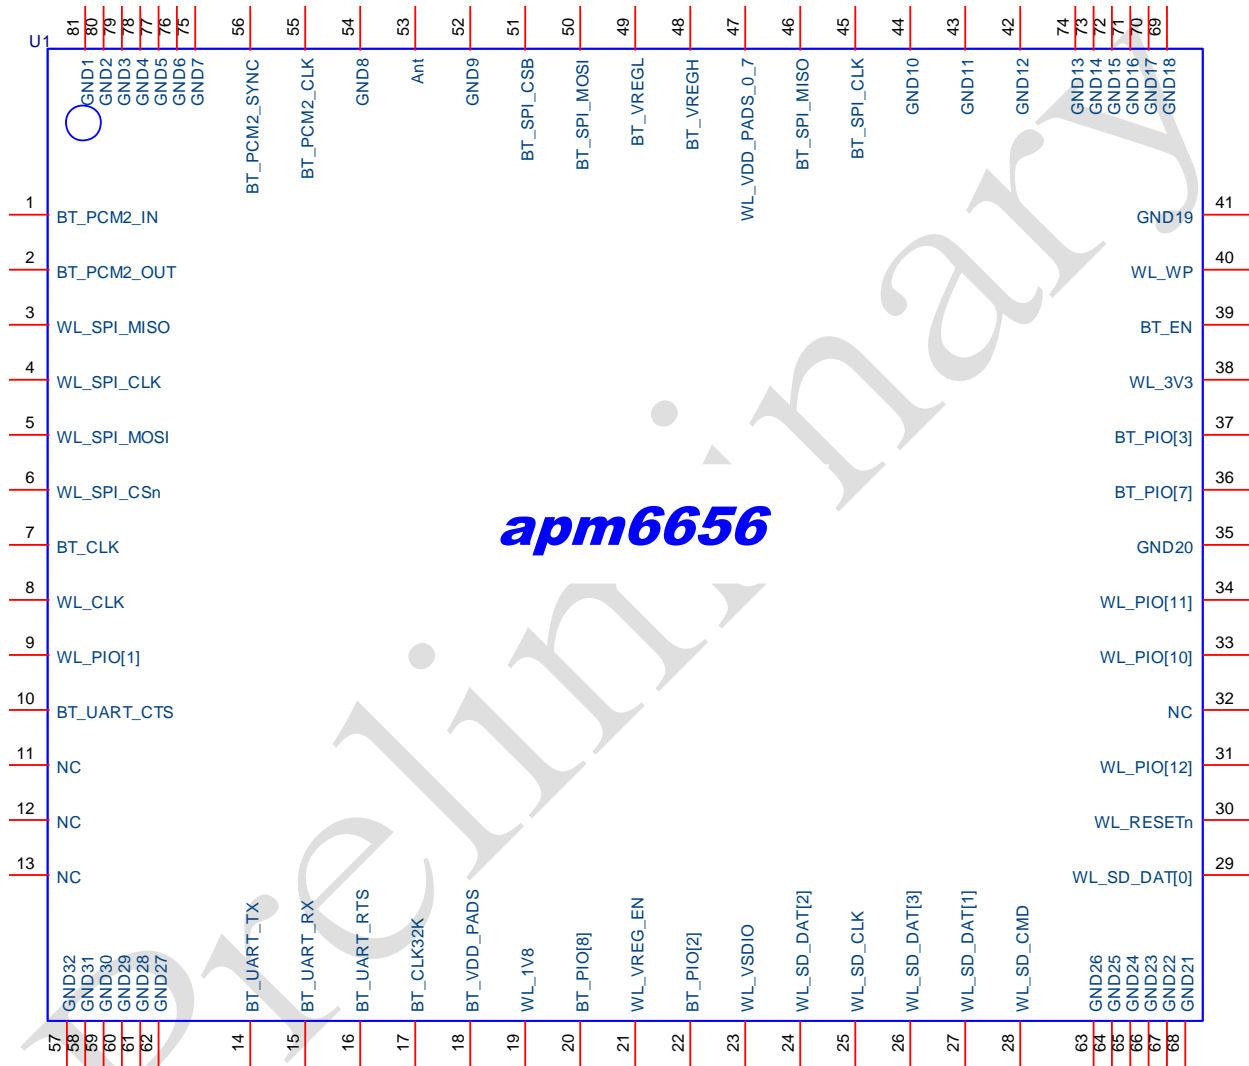 U1
81 80 79 78 77 76 75 56 55 54 53 52 51 50 49 48 47 46 45 44 43 42 74 73 72 71 70 69
GND1
GND2
GND3
GND4
GND5
GND6
GND7
BT_PCM2_SYNC
BT_PCM2_CLK
GND8
Ant
GND9
BT_SPI_CSB
BT_SPI_MOSI
BT_VREGL
BT_VREGH
WL_VDD_PADS_0_7
BT_SPI_MISO
BT_SPI_CLK
GND10
GND11
GND12
GND13
GND14
GND15
GND16
GND17
GND18
1 BT_PCM2_IN
GND19 41
2 BT_PCM2_OUT
WL_WP 40
3 WL_SPI_MISO
BT_EN 39
4 WL_SPI_CLK
WL_3V3 38
5 WL_SPI_MOSI
BT_PIO[3] 37
6 WL_SPI_CSn
BT_PIO[7] 36
apm6656
7 BT_CLK
GND20 35
8 WL_CLK
WL_PIO[11] 34
9 WL_PIO[1]
WL_PIO[10] 33
10 BT_UART_CTS
NC 32
11 NC
WL_PIO[12] 31
12 NC
WL_RESETn 30
13 NC
WL_SD_DAT[0] 29
GND32
GND31
GND30
GND29
GND28
GND27
BT_UART_TX
BT_UART_RX
BT_UART_RTS
BT_CLK32K
BT_VDD_PADS
WL_1V8
BT_PIO[8]
WL_VREG_EN
BT_PIO[2]
WL_VSDIO
WL_SD_DAT[2]
WL_SD_CLK
WL_SD_DAT[3]
WL_SD_DAT[1]
WL_SD_CMD
GND26
GND25
GND24
GND23
GND22
GND21
57 58 59 60 61 62 14 15 16 17 18 19 20 21 22 23 24 25 26 27 28 63 64 65 66 67 68
Preliminary